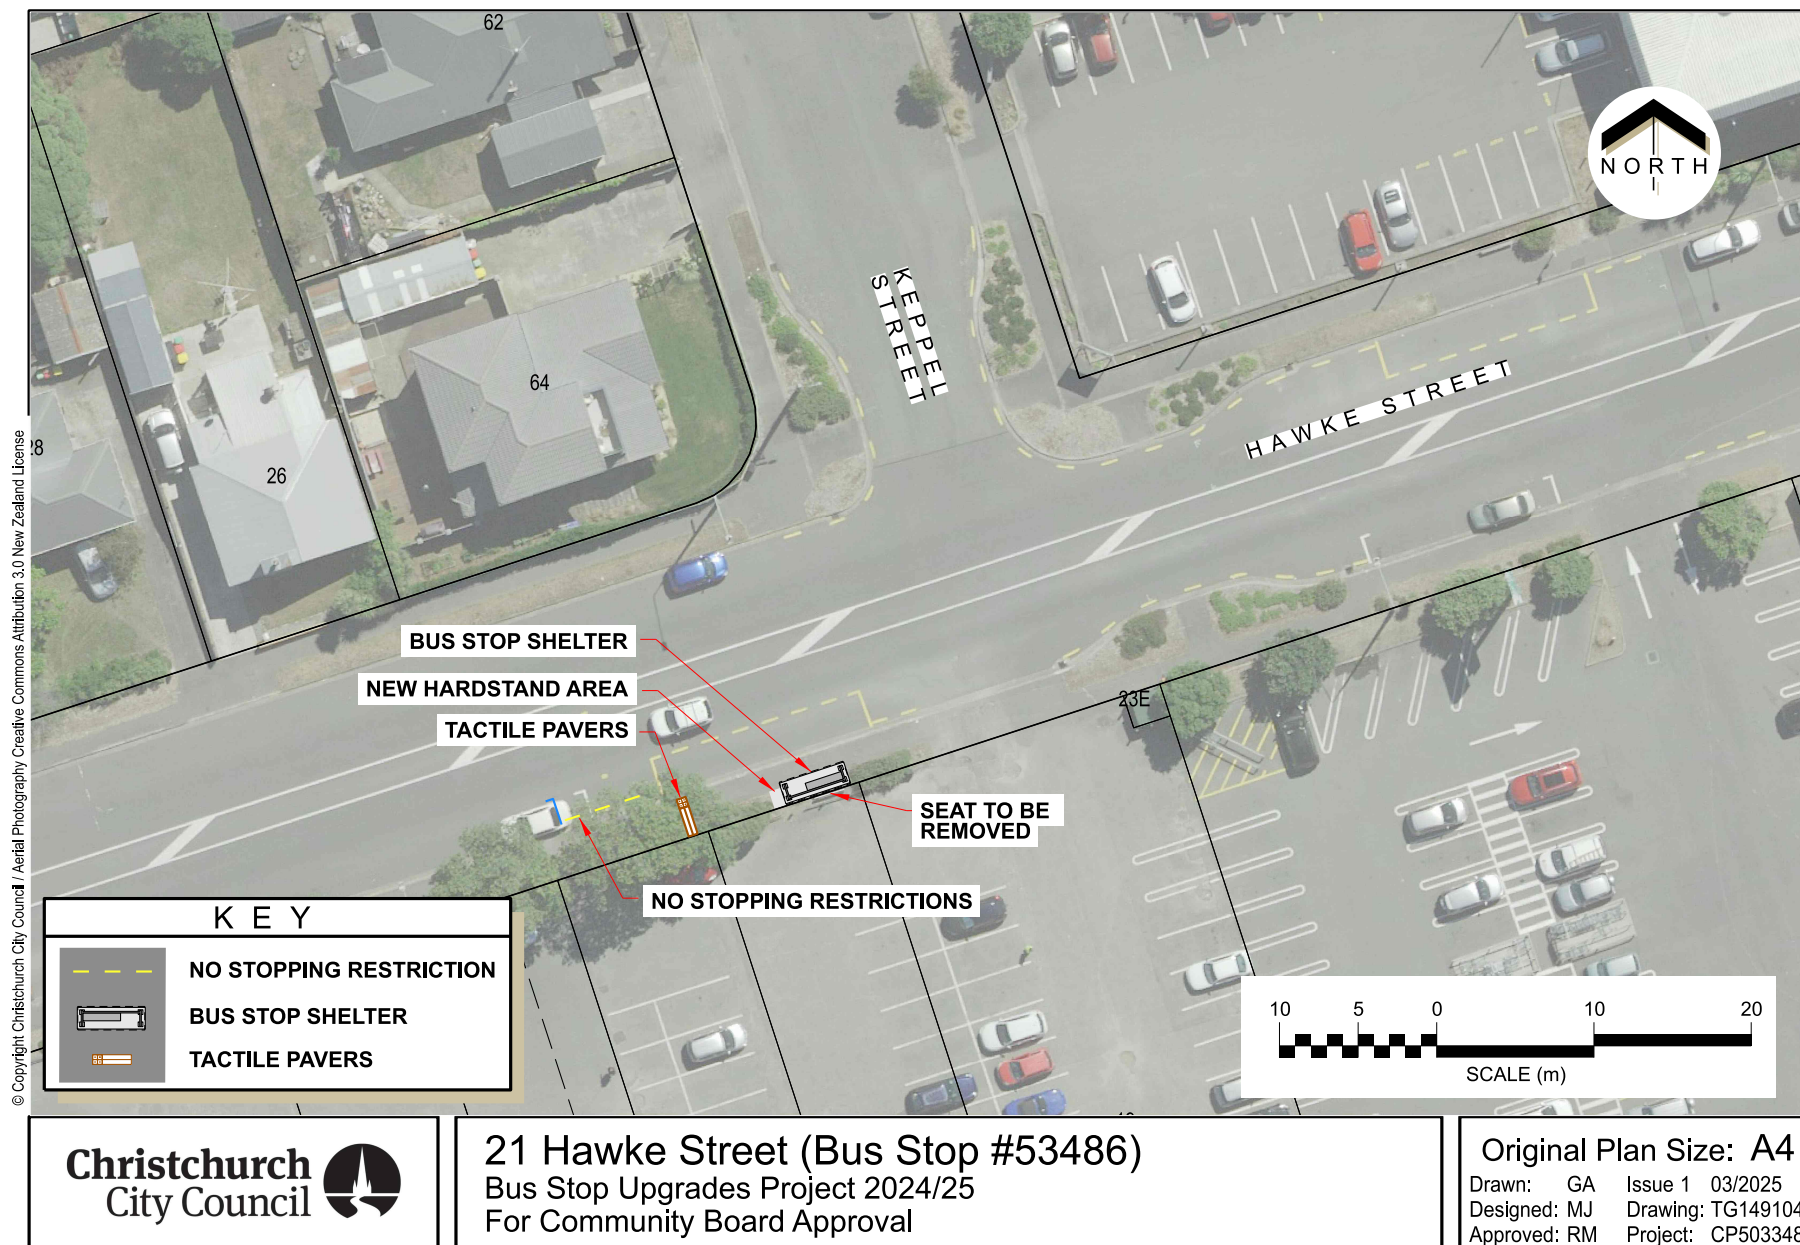 62
NORTH
KEPPEL
STREET
64
HAWKE STREET
28
26
BUS STOP SHELTER
NEW HARDSTAND AREA
TACTILE PAVERS
23E
SEAT TO BE
REMOVED
NO STOPPING RESTRICTIONS
KEY
NO STOPPING RESTRICTION
BUS STOP SHELTER
TACTILE PAVERS
10 5 0 10 20
SCALE (m)
© Copyright Christchurch City Council / Aerial Photography Creative Commons Attribution 3.0 New Zealand License
Christchurch
City Council
21 Hawke Street (Bus Stop #53486)
Bus Stop Upgrades Project 2024/25
For Community Board Approval
Original Plan Size: A4
Drawn: GA Issue 1 03/2025
Designed: MJ Drawing: TG149104
Approved: RM Project: CP503348